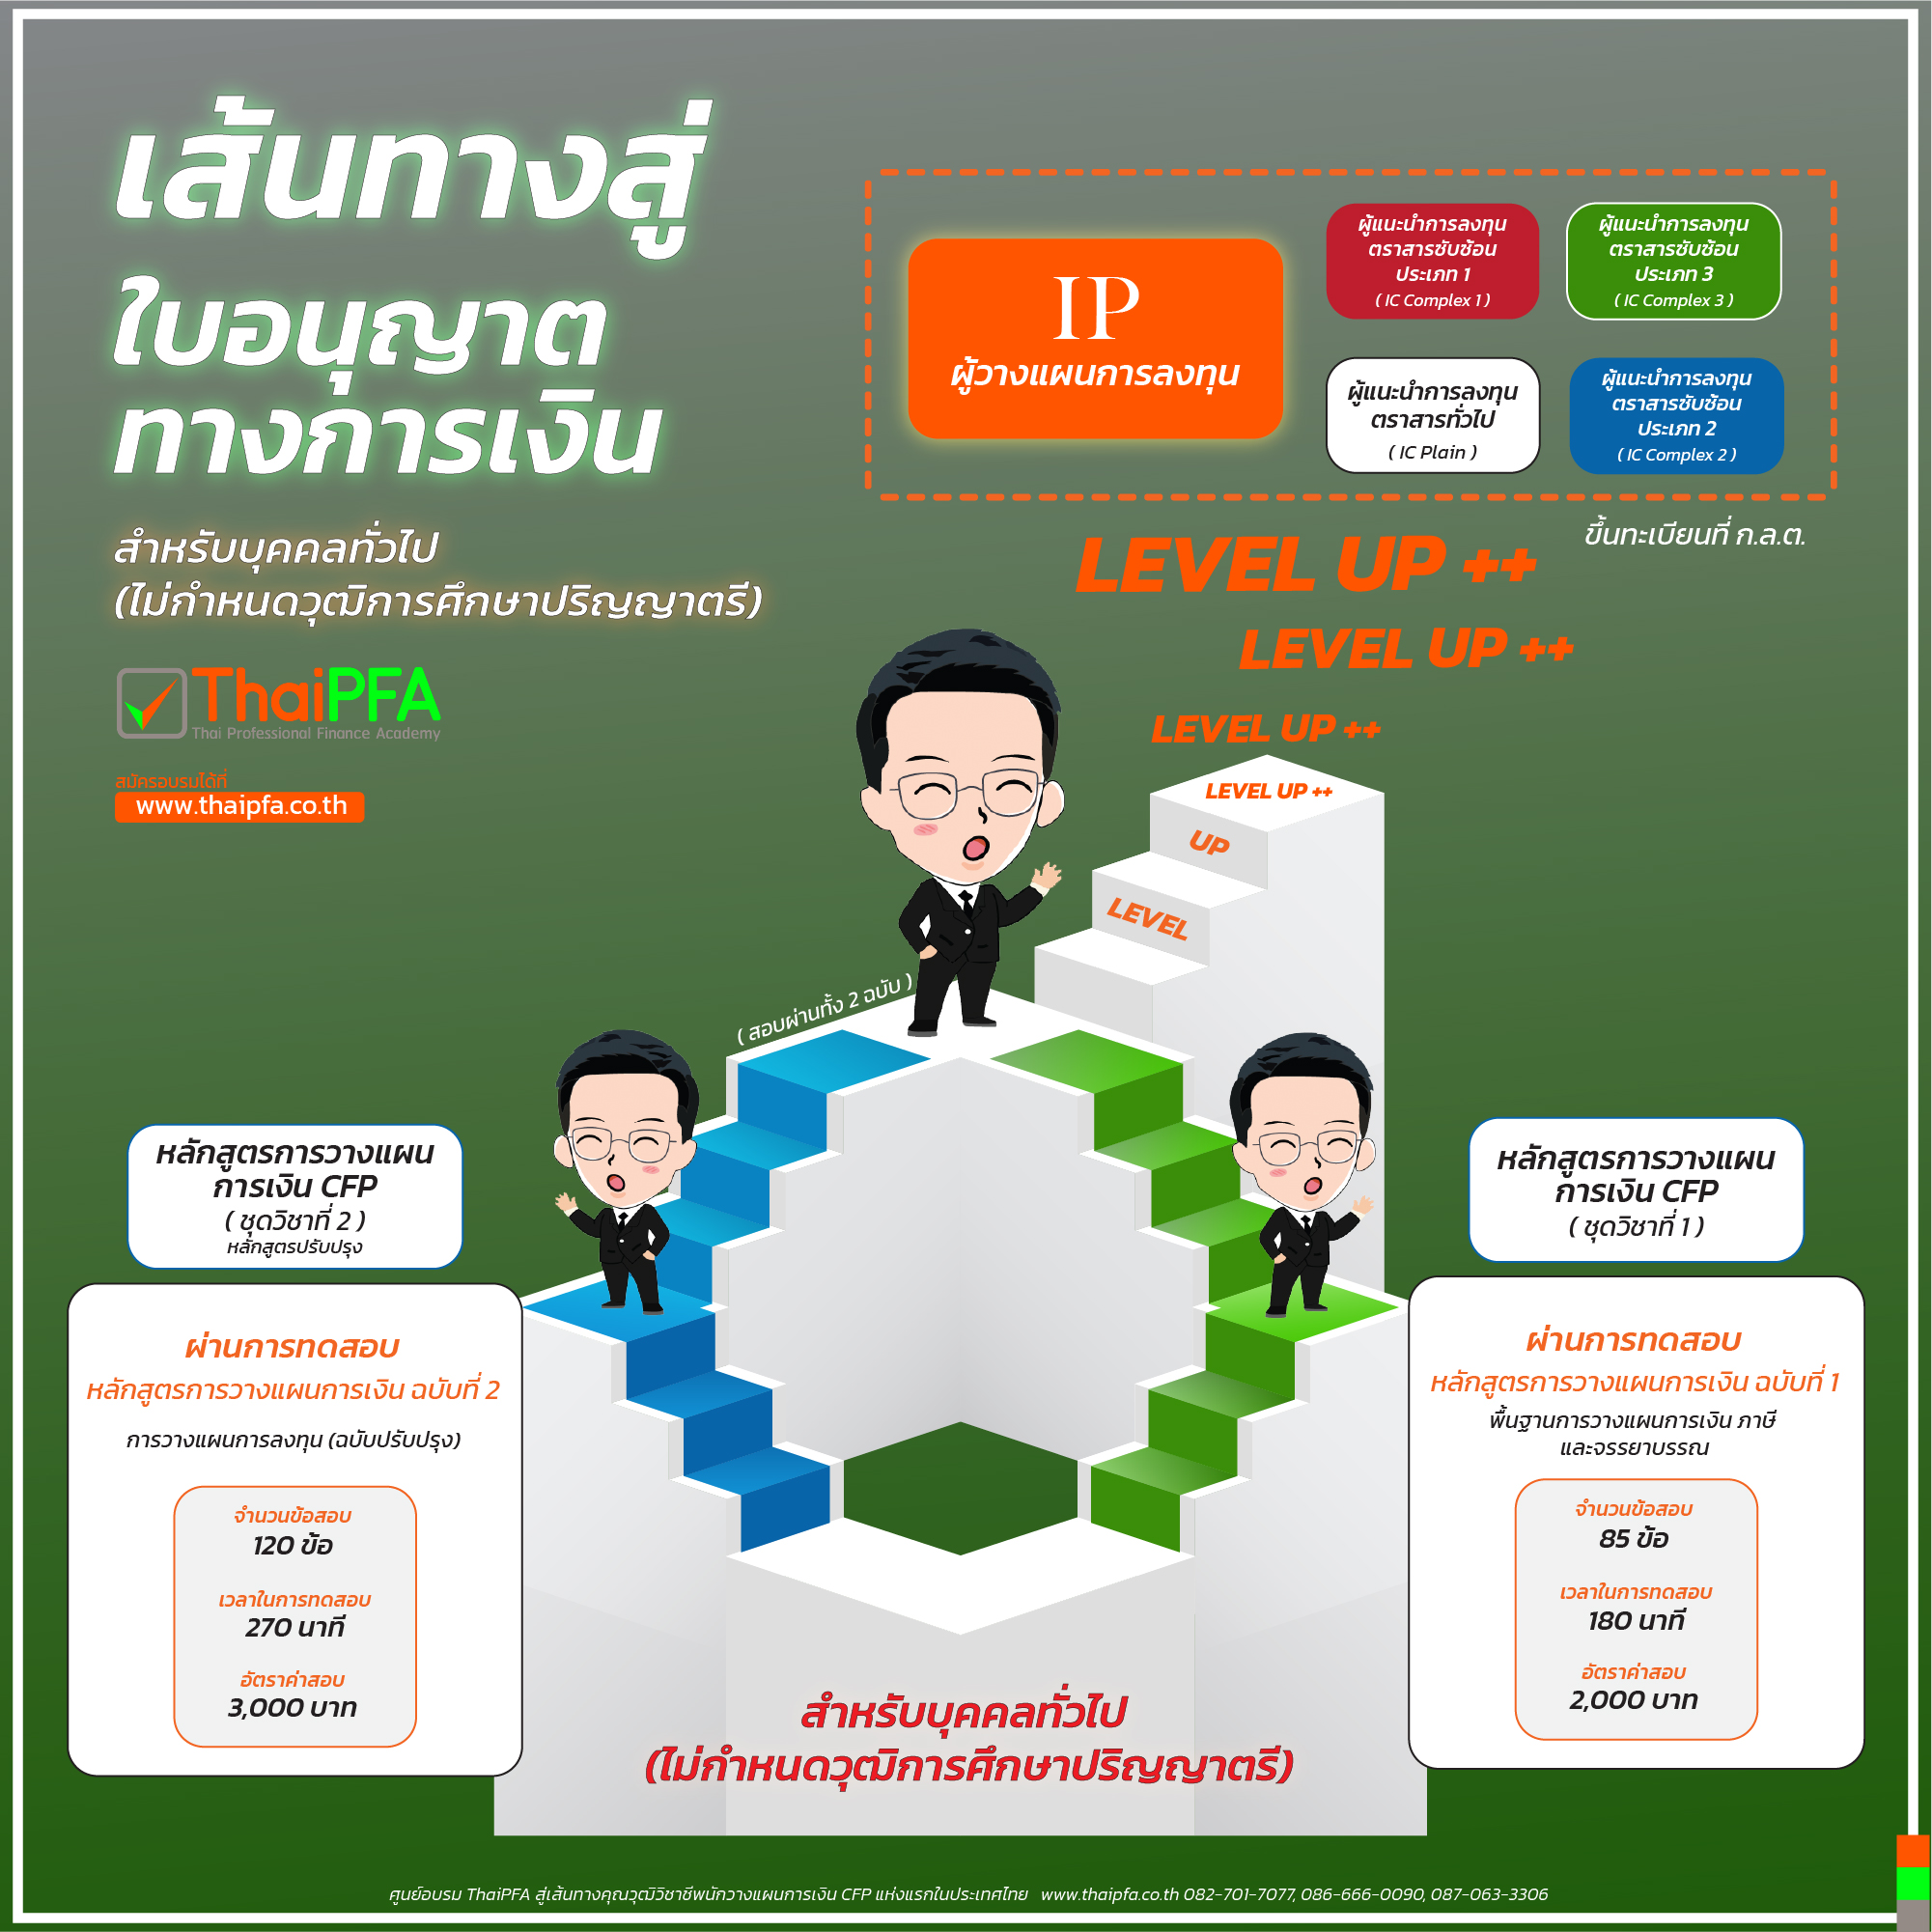 เส้นทางสู่
ใบอนุญาต
ทางการเงิน
สำหรับบุคคลทั่วไป
(ไม่กำหนดวุฒิการศึกษาปริญญาตรี)
ThaiPFA
Thai Professional Finance Academy
สมัครอบรมได้ที่
www.thaipfa.co.th
IP
ผู้วางแผนการลงทุน
ผู้แนะนำการลงทุน
ตราสารซับซ้อน
ประเภท 1
( IC Complex 1 )
ผู้แนะนำการลงทุน
ตราสารซับซ้อน
ประเภท 3
( IC Complex 3 )
ผู้แนะนำการลงทุน
ตราสารทั่วไป
( IC Plain )
ผู้แนะนำการลงทุน
ตราสารซับซ้อน
ประเภท 2
( IC Complex 2 )
ขึ้นทะเบียนที่ ก.ล.ต.
LEVEL UP ++
LEVEL UP ++
LEVEL UP ++
LEVEL UP ++
UP
LEVEL
( สอบผ่านทั้ง 2 ฉบับ )
หลักสูตรการวางแผน
การเงิน CFP
( ชุดวิชาที่ 2 )
หลักสูตรปรับปรุง
ผ่านการทดสอบ
หลักสูตรการวางแผนการเงิน ฉบับที่ 2
การวางแผนการลงทุน (ฉบับปรับปรุง)
จำนวนข้อสอบ
120 ข้อ
เวลาในการทดสอบ
270 นาที
อัตราค่าสอบ
3,000 บาท
หลักสูตรการวางแผน
การเงิน CFP
( ชุดวิชาที่ 1 )
ผ่านการทดสอบ
หลักสูตรการวางแผนการเงิน ฉบับที่ 1
พื้นฐานการวางแผนการเงิน ภาษี
และจรรยาบรรณ
จำนวนข้อสอบ
85 ข้อ
เวลาในการทดสอบ
180 นาที
อัตราค่าสอบ
2,000 บาท
สำหรับบุคคลทั่วไป
(ไม่กำหนดวุฒิการศึกษาปริญญาตรี)
ศูนย์อบรม ThaiPFA สู่เส้นทางคุณวุฒิวิชาชีพนักวางแผนการเงิน CFP แห่งแรกในประเทศไทย www.thaipfa.co.th 082-701-7077, 086-666-0090, 087-063-3306